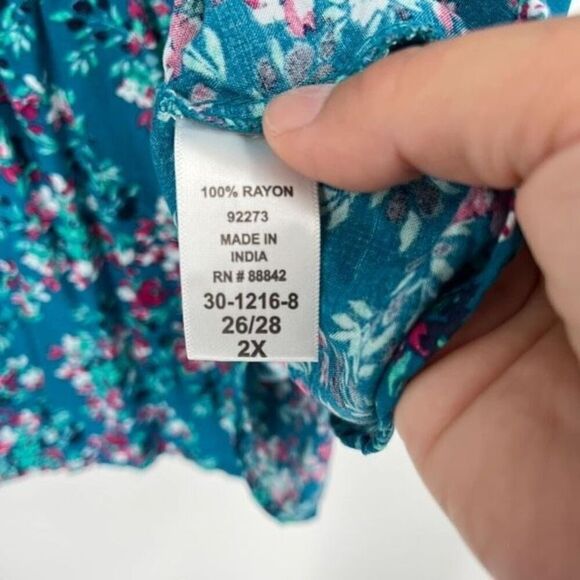 100% RAYON
92273
MADE IN
INDIA
RN # 88842
30-1216-8
26/28
2X